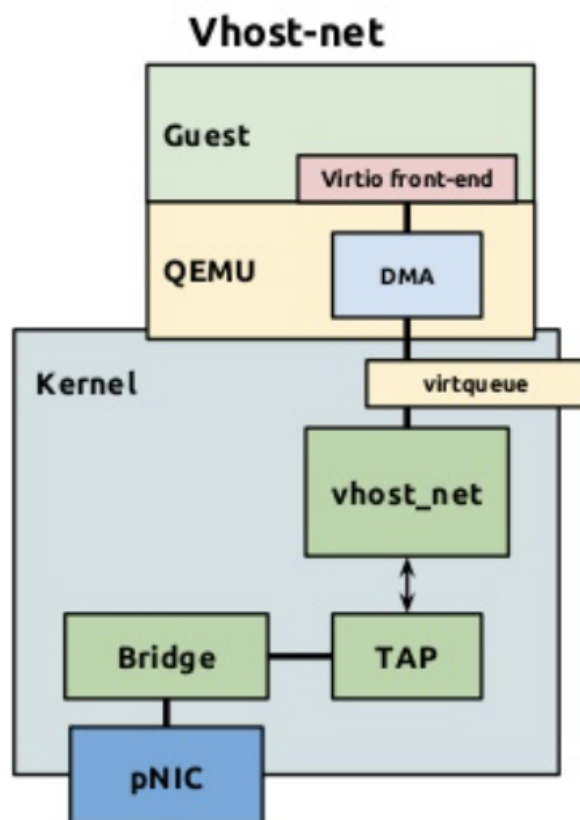 Vhost-net
Guest
Virtio front-end
QEMU
DMA
Kernel
virtqueue
vhost_net
Bridge
TAP
pNIC